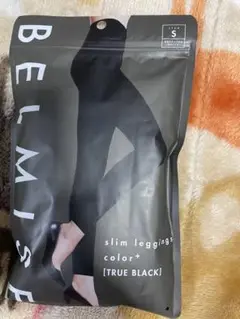 BELMISE
S
slim leggings
color+
[TRUE BLACK]